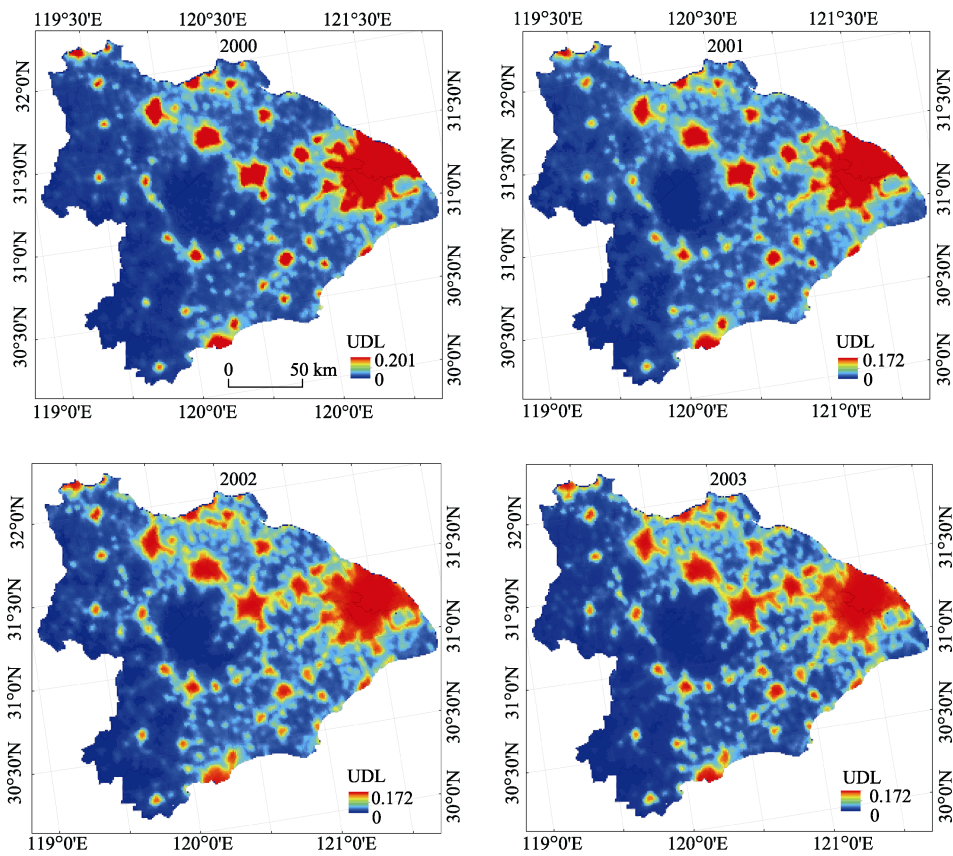 119°30'E 120°30'E 121°30'E
2000
32°0'N 31°30'N 31°0'N 30°30'N
31°30'N 31°0'N 30°30'N 30°0'N
UDL
0.201
0
0 50 km
119°0'E 120°0'E 120°0'E
119°30'E 120°30'E 121°30'E
2001
32°0'N 31°30'N 31°0'N 30°30'N
31°30'N 31°0'N 30°30'N 30°0'N
UDL
0.172
0
119°0'E 120°0'E 121°0'E
2002
32°0'N 31°30'N 31°0'N 30°30'N
31°30'N 31°0'N 30°30'N 30°0'N
UDL
0.172
0
119°0'E 120°0'E 121°0'E
2003
32°0'N 31°30'N 31°0'N 30°30'N
31°30'N 31°0'N 30°30'N 30°0'N
UDL
0.172
0
119°0'E 120°0'E 121°0'E